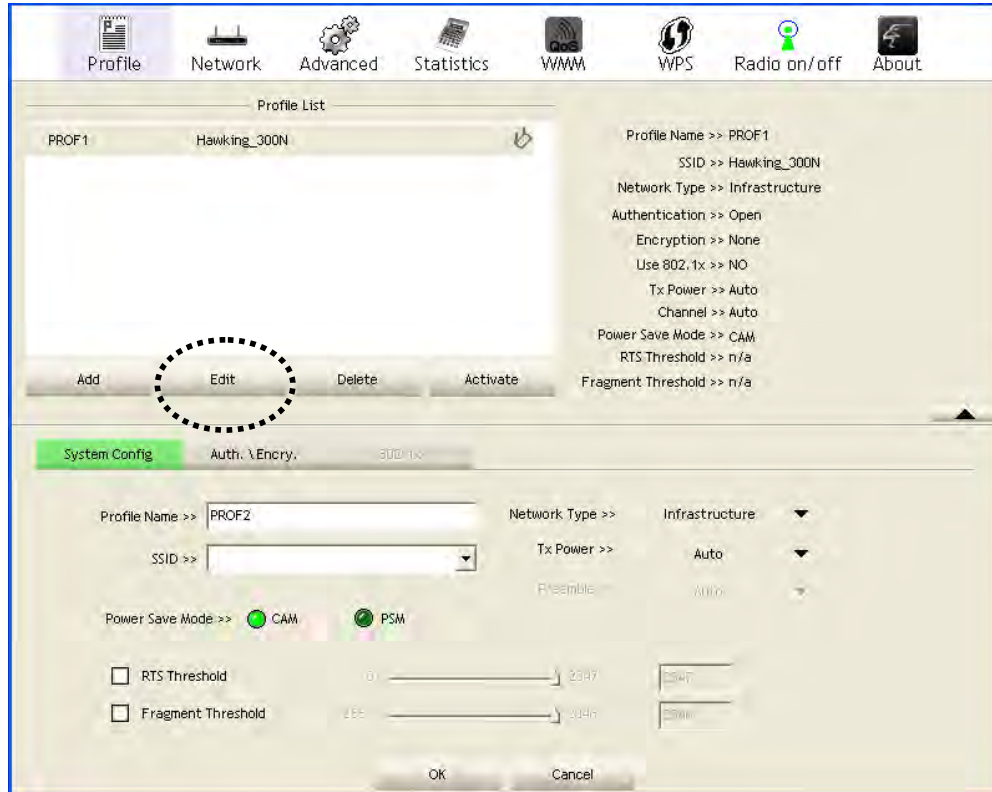 Profile Network Advanced Statistics WMM WPS Radio on/off About
QoS
Profile List
PROF1 Hawking_300N
Profile Name >> PROF1
SSID >> Hawking_300N
Network Type >> Infrastructure
Authentication >> Open
Encryption >> None
Use 802.1x >> NO
Tx Power >> Auto
Channel >> Auto
Power Save Mode >> CAM
RTS Threshold >> n/a
Fragment Threshold >> n/a
Add Edit Delete Activate
System Config Auth. \ Encry. 802.1x
Profile Name >> PROF2
Network Type >> Infrastructure
SSID >>
Tx Power >> Auto
Preamble >> Auto
Power Save Mode >> CAM PSM
RTS Threshold 0 2347 2347
Fragment Threshold 256 2346 2346
OK Cancel